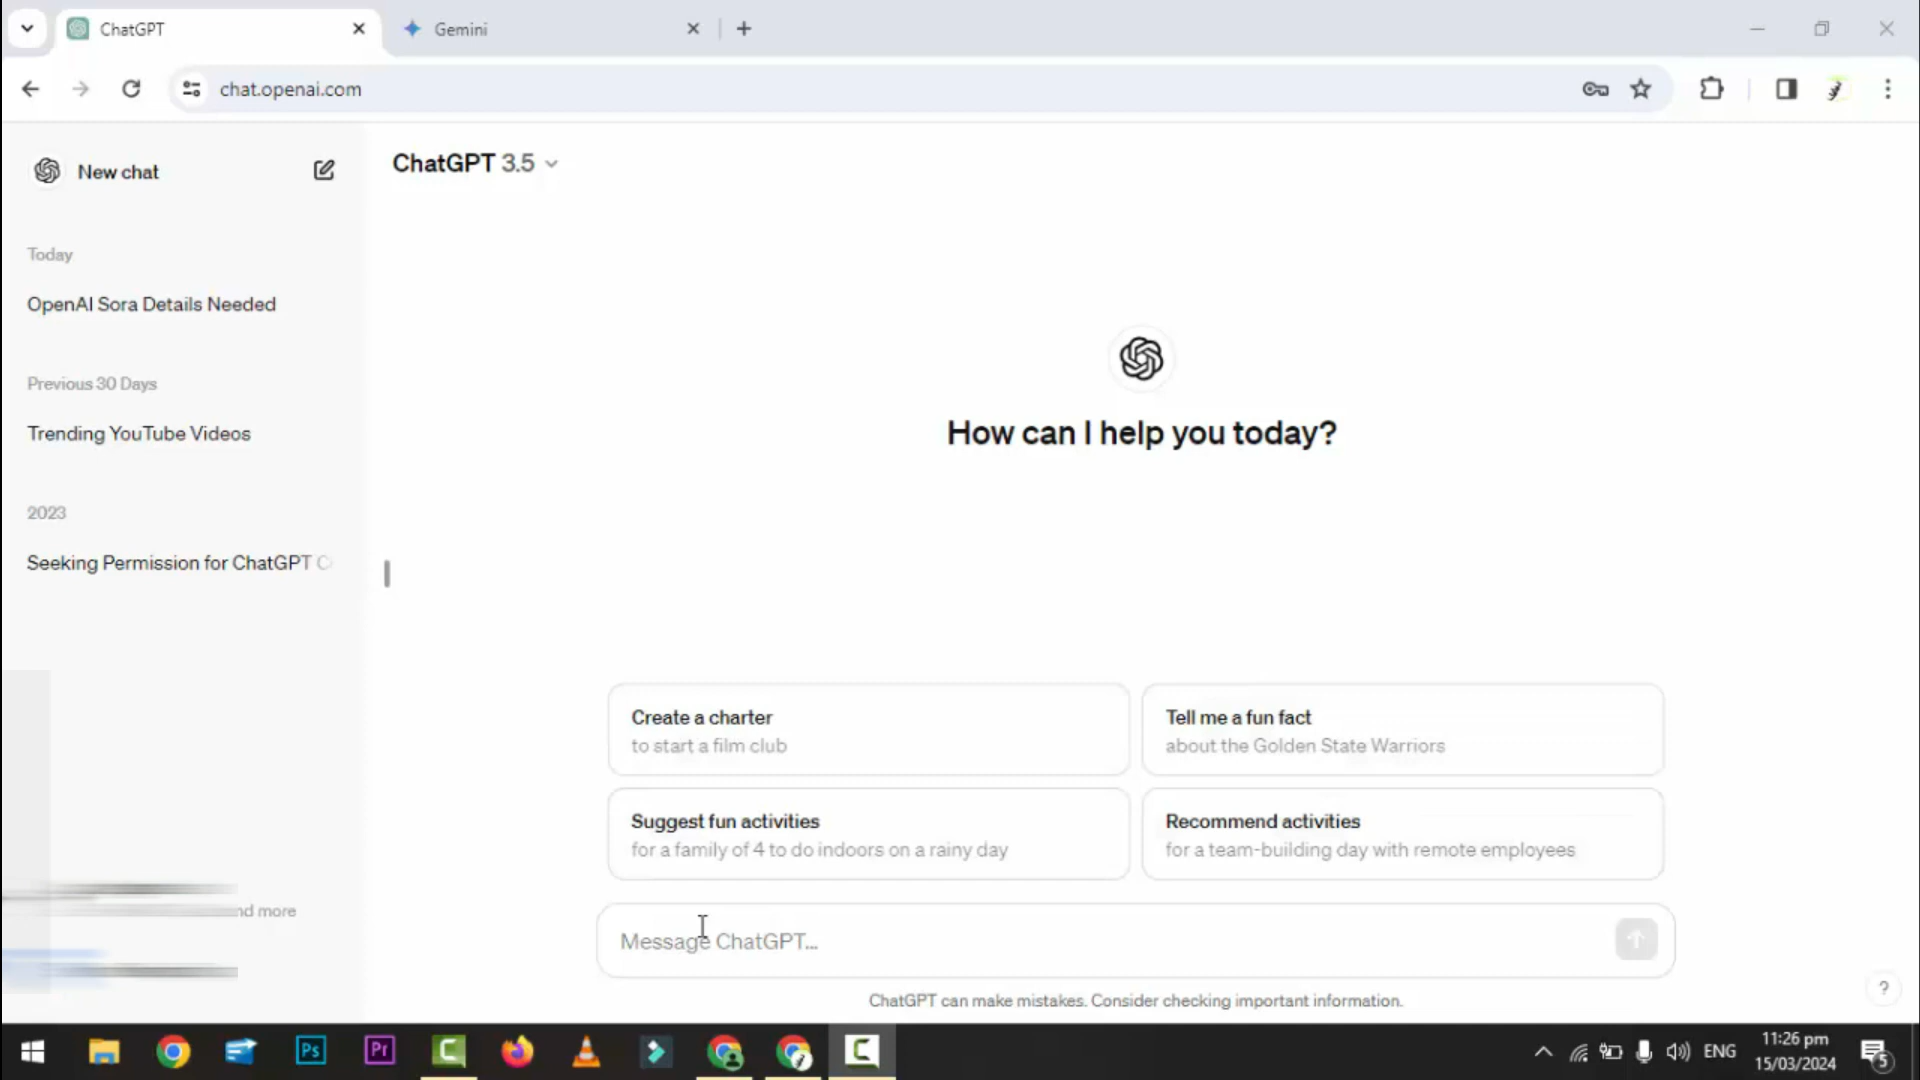 ChatGPT
Gemini
chat.openai.com
New chat
ChatGPT 3.5
Today
OpenAI Sora Details Needed
Previous 30 Days
Trending YouTube Videos
2023
Seeking Permission for ChatGPT
How can I help you today?
Create a charter
to start a film club
Tell me a fun fact
about the Golden State Warriors
Suggest fun activities
for a family of 4 to do indoors on a rainy day
Recommend activities
for a team-building day with remote employees
more
Message ChatGPT...
ChatGPT can make mistakes. Consider checking important information.
?
Ps
Pr
ENG
11:26 pm
15/03/2024
5